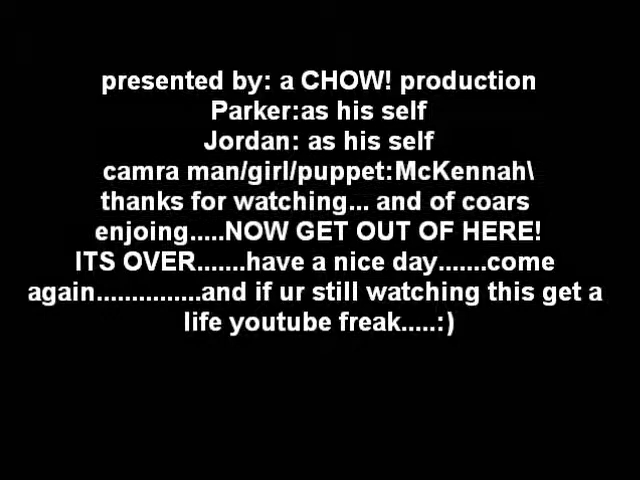 presented by: a CHOW! production
Parker:as his self
Jordan: as his self
camra man/girl/puppet:McKennah\
thanks for watching... and of coars
enjoing.....NOW GET OUT OF HERE!
ITS OVER.......have a nice day.......come
again...............and if ur still watching this get a
life youtube freak.....:)